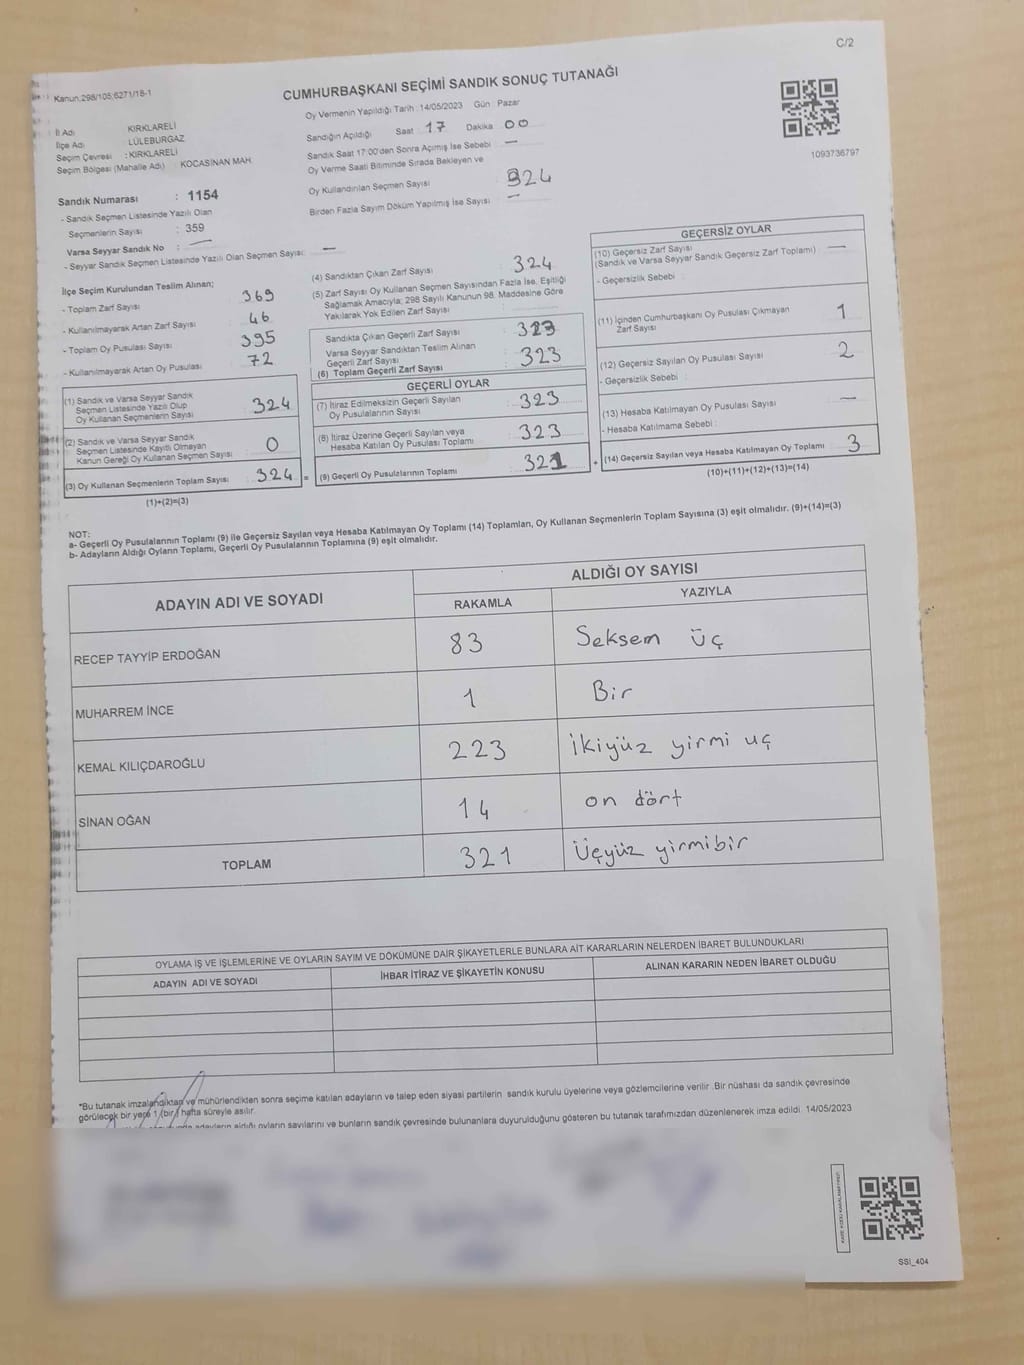 C/2
Kanun:298/105;6271/18-1
CUMHURBAŞKANI SEÇİMİ SANDIK SONUÇ TUTANAĞI
Oy Vermenin Yapıldığı Tarih : 14/05/2023 Gün : Pazar
İl Adı KIRKLARELİ
İlçe Adı LÜLEBURGAZ
Seçim Çevresi : KIRKLARELİ
Seçim Bölgesi (Mahalle Adı) : KOCASİNAN MAH.
Sandığın Açıldığı Saat 17 Dakika 00
Sandık Saat 17:00'den Sonra Açımış İse Sebebi —
Oy Verme Saati Bitiminde Sırada Bekleyen ve
Oy Kullandırılan Seçmen Sayısı : 324
Birden Fazla Sayım Döküm Yapılmış İse Sayısı : —
1093736797
Sandık Numarası : 1154
- Sandık Seçmen Listesinde Yazılı Olan
Seçmenlerin Sayısı : 359
Varsa Seyyar Sandık No : —
- Seyyar Sandık Seçmen Listesinde Yazılı Olan Seçmen Sayısı: —
İlçe Seçim Kurulundan Teslim Alınan;
- Toplam Zarf Sayısı 369
- Kullanılmayarak Artan Zarf Sayısı 46
- Toplam Oy Pusulası Sayısı 395
- Kullanılmayarak Artan Oy Pusulası 72
(1) Sandık ve Varsa Seyyar Sandık
Seçmen Listesinde Yazılı Olup
Oy Kullanan Seçmenlerin Sayısı 324
(2) Sandık ve Varsa Seyyar Sandık
Seçmen Listesinde Kayıtlı Olmayan
Kanun Gereği Oy Kullanan Seçmen Sayısı 0
(3) Oy Kullanan Seçmenlerin Toplam Sayısı 324 =
(1)+(2)=(3)
(4) Sandıktan Çıkan Zarf Sayısı 324
(5) Zarf Sayısı Oy Kullanan Seçmen Sayısından Fazla İse, Eşitliği
Sağlamak Amacıyla; 298 Sayılı Kanunun 98. Maddesine Göre
Yakılarak Yok Edilen Zarf Sayısı
Sandıkta Çıkan Geçerli Zarf Sayısı 323
Varsa Seyyar Sandıktan Teslim Alınan
Geçerli Zarf Sayısı
(6) Toplam Geçerli Zarf Sayısı 323
GEÇERLİ OYLAR
(7) İtiraz Edilmeksizin Geçerli Sayılan
Oy Pusulalarının Sayısı 323
(8) İtiraz Üzerine Geçerli Sayılan veya
Hesaba Katılan Oy Pusulası Toplamı 323
(9) Geçerli Oy Pusulalarının Toplamı 321 +
GEÇERSİZ OYLAR
(10) Geçersiz Zarf Sayısı
(Sandık ve Varsa Seyyar Sandık Geçersiz Zarf Toplamı) —
- Geçersizlik Sebebi :
(11) İçinden Cumhurbaşkanı Oy Pusulası Çıkmayan
Zarf Sayısı 1
(12) Geçersiz Sayılan Oy Pusulası Sayısı 2
- Geçersizlik Sebebi :
(13) Hesaba Katılmayan Oy Pusulası Sayısı —
- Hesaba Katılmama Sebebi :
(14) Geçersiz Sayılan veya Hesaba Katılmayan Oy Toplamı 3
(10)+(11)+(12)+(13)=(14)
NOT:
a- Geçerli Oy Pusulalarının Toplamı (9) ile Geçersiz Sayılan veya Hesaba Katılmayan Oy Toplamı (14) Toplamları, Oy Kullanan Seçmenlerin Toplam Sayısına (3) eşit olmalıdır. (9)+(14)=(3)
b- Adayların Aldığı Oyların Toplamı, Geçerli Oy Pusulalarının Toplamına (9) eşit olmalıdır.
ADAYIN ADI VE SOYADI
ALDIĞI OY SAYISI
RAKAMLA YAZIYLA
RECEP TAYYİP ERDOĞAN 83 Seksem üç
MUHARREM İNCE 1 Bir
KEMAL KILIÇDAROĞLU 223 İkiyüz yirmi uç
SİNAN OĞAN 14 on dört
TOPLAM 321 Üçyüz yirmibir
OYLAMA İŞ VE İŞLEMLERİNE VE OYLARIN SAYIM VE DÖKÜMÜNE DAİR ŞİKAYETLERLE BUNLARA AİT KARARLARIN NELERDEN İBARET BULUNDUKLARI
ADAYIN ADI VE SOYADI İHBAR İTİRAZ VE ŞİKAYETİN KONUSU ALINAN KARARIN NEDEN İBARET OLDUĞU
*Bu tutanak imzalandıktan ve mühürlendikten sonra seçime katılan adayların ve talep eden siyasi partilerin sandık kurulu üyelerine veya gözlemcilerine verilir. Bir nüshası da sandık çevresinde
görülecek bir yere 1 (bir) hafta süreyle asılır.
adayların aldığı oyların sayılarını ve bunların sandık çevresinde bulunanlara duyurulduğunu gösteren bu tutanak tarafımızdan düzenlenerek imza edildi. 14/05/2023
SSI_404